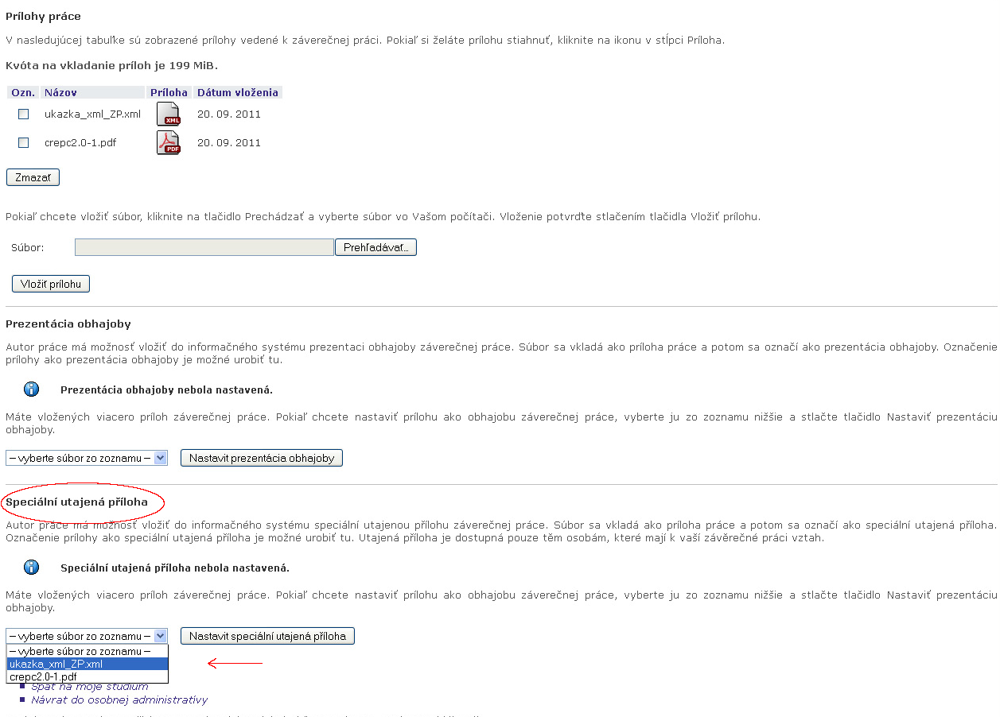 Prílohy práce
V nasledujúcej tabuľke sú zobrazené prílohy vedené k záverečnej práci. Pokiaľ si želáte prílohu stiahnuť, kliknite na ikonu v stĺpci Príloha.
Kvóta na vkladanie príloh je 199 MiB.
Ozn. Názov Príloha Dátum vloženia
ukazka_xml_ZP.xml XML 20. 09. 2011
crepc2.0-1.pdf PDF 20. 09. 2011
Zmazať
Pokiaľ chcete vložiť súbor, kliknite na tlačidlo Prechádzať a vyberte súbor vo Vašom počítači. Vloženie potvrďte stlačením tlačidla Vložiť prílohu.
Súbor: Prehľadávať...
Vložiť prílohu
Prezentácia obhajoby
Autor práce má možnosť vložiť do informačného systému prezentaci obhajoby záverečnej práce. Súbor sa vkladá ako príloha práce a potom sa označí ako prezentácia obhajoby. Označenie
prílohy ako prezentácia obhajoby je možné urobiť tu.
Prezentácia obhajoby nebola nastavená.
Máte vložených viacero príloh záverečnej práce. Pokiaľ chcete nastaviť prílohu ako obhajobu záverečnej práce, vyberte ju zo zoznamu nižšie a stlačte tlačidlo Nastaviť prezentáciu
obhajoby.
-- vyberte súbor zo zoznamu -- Nastavit prezentácia obhajoby
Speciální utajená příloha
Autor práce má možnosť vložiť do informačného systému speciální utajenou přílohu záverečnej práce. Súbor sa vkladá ako príloha práce a potom sa označí ako speciální utajená příloha.
Označenie prílohy ako speciální utajená příloha je možné urobiť tu. Utajená příloha je dostupná pouze těm osobám, které mají k vaší závěrečné práci vztah.
Speciální utajená příloha nebola nastavená.
Máte vložených viacero príloh záverečnej práce. Pokiaľ chcete nastaviť prílohu ako obhajobu záverečnej práce, vyberte ju zo zoznamu nižšie a stlačte tlačidlo Nastaviť prezentáciu
obhajoby.
-- vyberte súbor zo zoznamu -- Nastavit speciální utajená příloha
-- vyberte súbor zo zoznamu --
ukazka_xml_ZP.xml
crepc2.0-1.pdf
Späť na moje štúdium
Návrat do osobnej administratívy